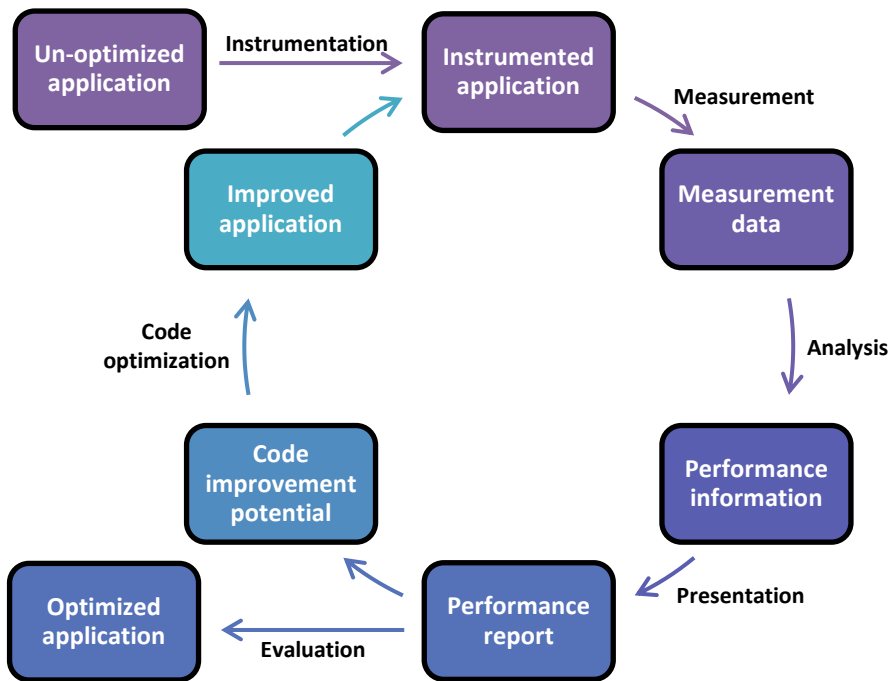 Un-optimized
application
Instrumentation
Instrumented
application
Measurement
Improved
application
Measurement
data
Code
optimization
Analysis
Code
improvement
potential
Performance
information
Presentation
Optimized
application
Evaluation
Performance
report